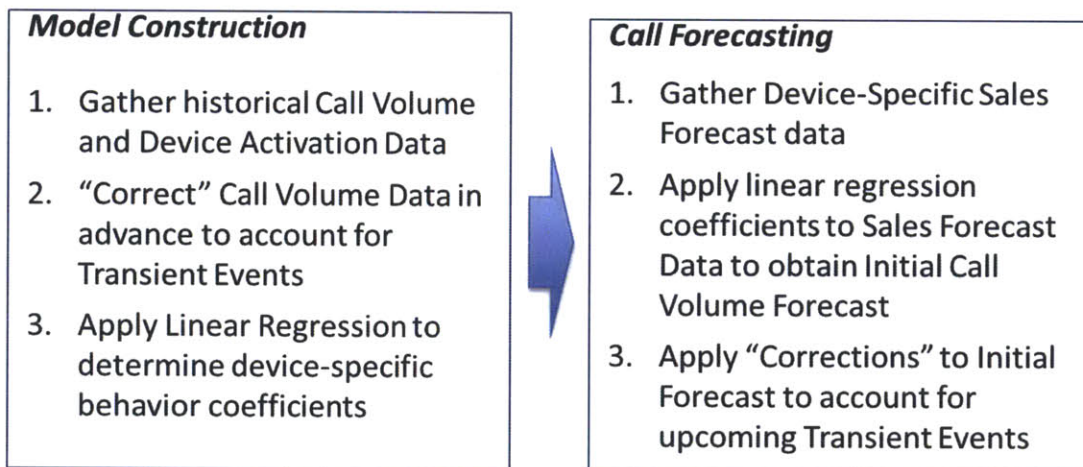 Model Construction
1. Gather historical Call Volume
and Device Activation Data
2. “Correct” Call Volume Data in
advance to account for
Transient Events
3. Apply Linear Regression to
determine device-specific
behavior coefficients
Call Forecasting
1. Gather Device-Specific Sales
Forecast data
2. Apply linear regression
coefficients to Sales Forecast
Data to obtain Initial Call
Volume Forecast
3. Apply “Corrections” to Initial
Forecast to account for
upcoming Transient Events